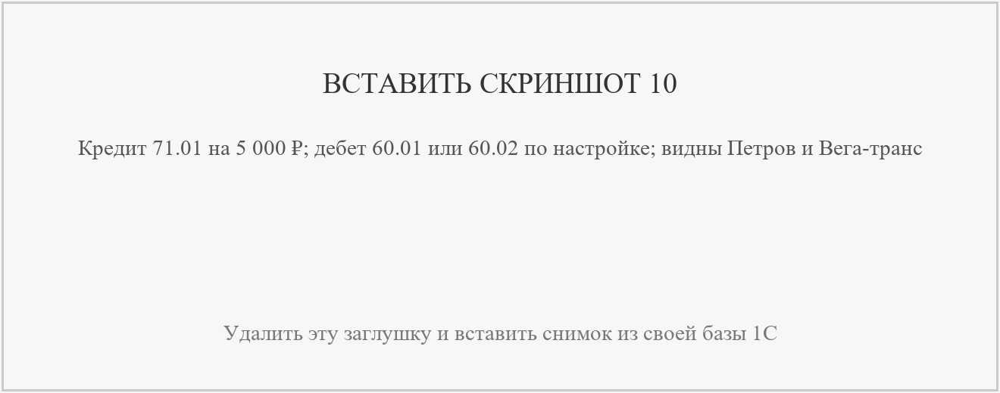 ВСТАВИТЬ СКРИНШОТ 10
Кредит 71.01 на 5 000 ₽; дебет 60.01 или 60.02 по настройке; видны Петров и Вега-транс
Удалить эту заглушку и вставить снимок из своей базы 1С